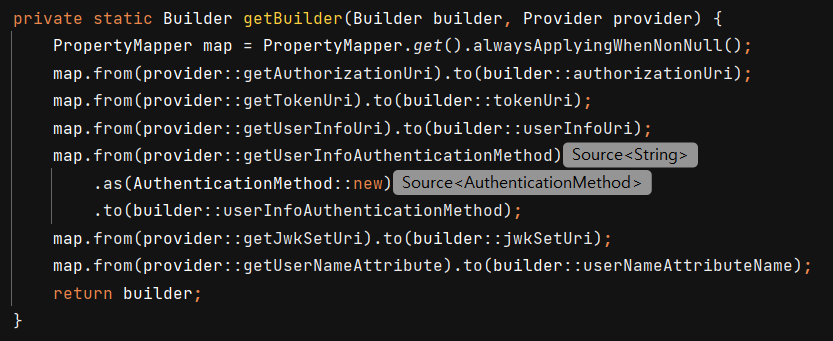 private static Builder getBuilder(Builder builder, Provider provider) {
PropertyMapper map = PropertyMapper.get().alwaysApplyingWhenNonNull();
map.from(provider::getAuthorizationUri).to(builder::authorizationUri);
map.from(provider::getTokenUri).to(builder::tokenUri);
map.from(provider::getUserInfoUri).to(builder::userInfoUri);
map.from(provider::getUserInfoAuthenticationMethod) Source<String>
.as(AuthenticationMethod::new) Source<AuthenticationMethod>
.to(builder::userInfoAuthenticationMethod);
map.from(provider::getJwkSetUri).to(builder::jwkSetUri);
map.from(provider::getUserNameAttribute).to(builder::userNameAttributeName);
return builder;
}